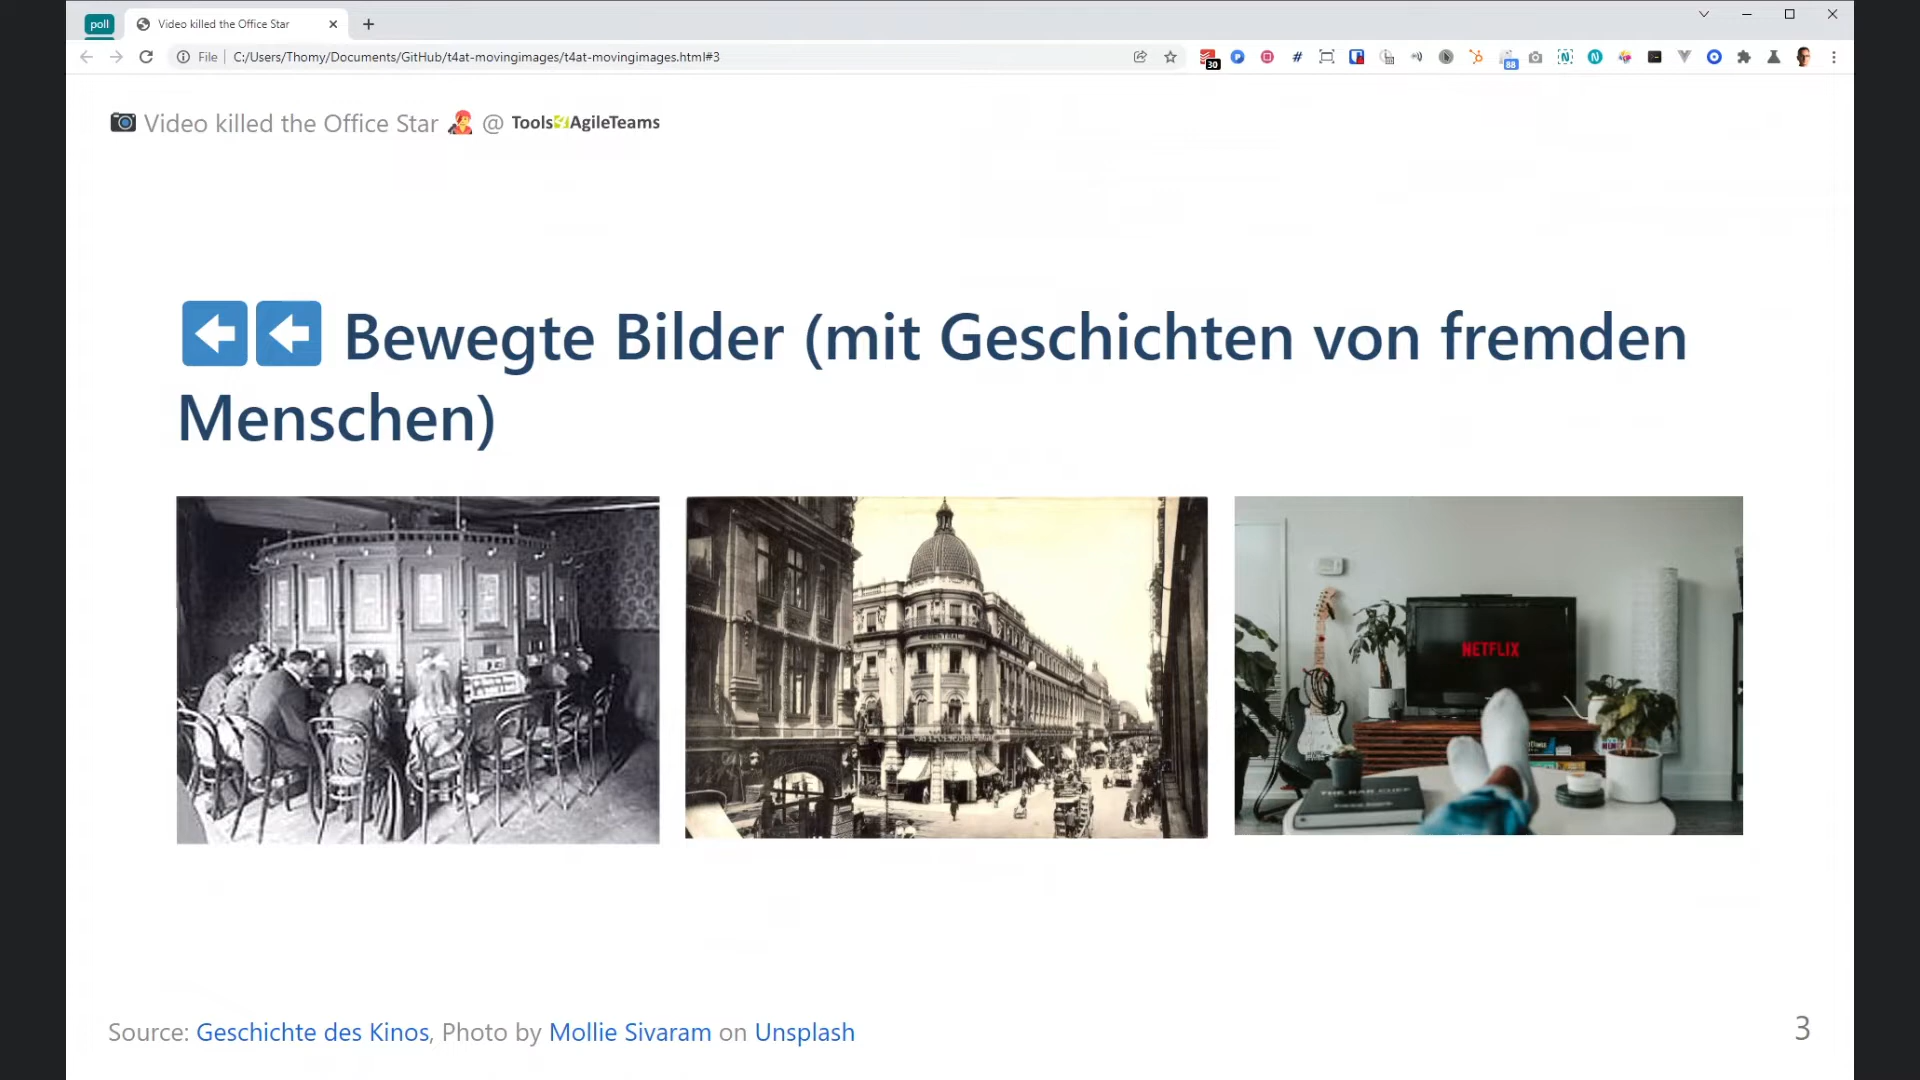 poll
Video killed the Office Star
File
C:/Users/Thomy/Documents/GitHub/t4at-movingimages/t4at-movingimages.html#3
30
88
Video killed the Office Star @ Tools4AgileTeams
Bewegte Bilder (mit Geschichten von fremden
Menschen)
NETFLIX
Source: Geschichte des Kinos, Photo by Mollie Sivaram on Unsplash
3